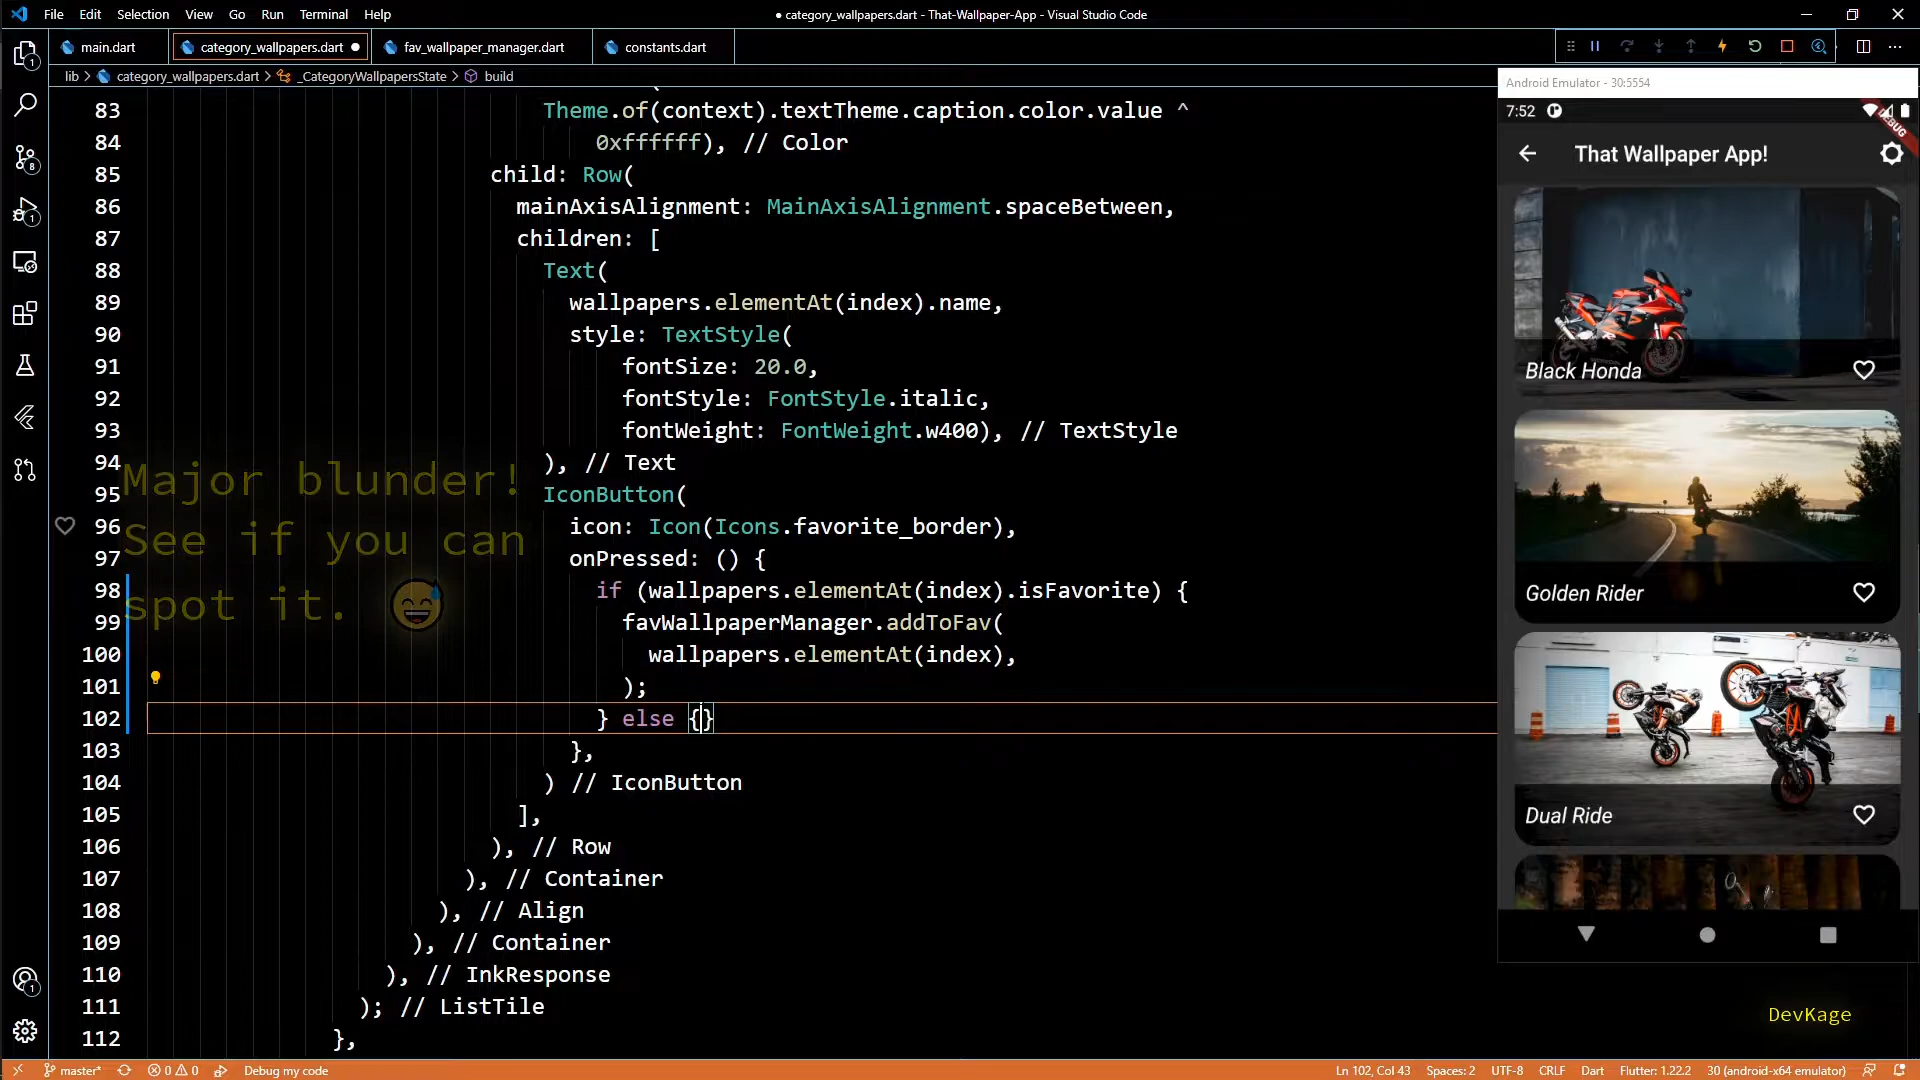 File Edit Selection View Go Run Terminal Help
● category_wallpapers.dart - That-Wallpaper-App - Visual Studio Code
main.dart category_wallpapers.dart fav_wallpaper_manager.dart constants.dart
lib > category_wallpapers.dart > _CategoryWallpapersState > build
83 Theme.of(context).textTheme.caption.color.value ^
84 0xffffff), // Color
85 child: Row(
86 mainAxisAlignment: MainAxisAlignment.spaceBetween,
87 children: [
88 Text(
89 wallpapers.elementAt(index).name,
90 style: TextStyle(
91 fontSize: 20.0,
92 fontStyle: FontStyle.italic,
93 fontWeight: FontWeight.w400), // TextStyle
94 ), // Text
95 IconButton(
96 icon: Icon(Icons.favorite_border),
97 onPressed: () {
98 if (wallpapers.elementAt(index).isFavorite) {
99 favWallpaperManager.addToFav(
100 wallpapers.elementAt(index),
101 );
102 } else {}
103 },
104 ) // IconButton
105 ],
106 ), // Row
107 ), // Container
108 ), // Align
109 ), // Container
110 ), // InkResponse
111 ); // ListTile
112 },
Major blunder!
See if you can
spot it.
1
8
1
1
Android Emulator - 30:5554
7:52
DEBUG
That Wallpaper App!
Black Honda
Golden Rider
Dual Ride
DevKage
master* 0 0 Debug my code Ln 102, Col 43 Spaces: 2 UTF-8 CRLF Dart Flutter: 1.22.2 30 (android-x64 emulator)